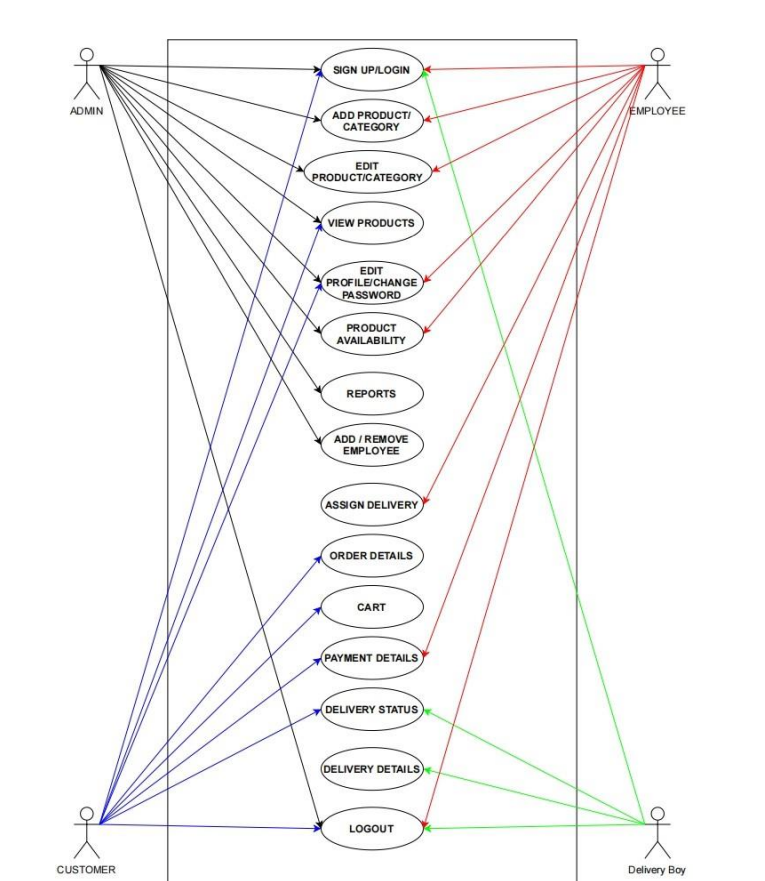 SIGN UP/LOGIN
ADMIN
EMPLOYEE
ADD PRODUCT/
CATEGORY
EDIT
PRODUCT/CATEGORY
VIEW PRODUCTS
EDIT
PROFILE/CHANGE
PASSWORD
PRODUCT
AVAILABILITY
REPORTS
ADD / REMOVE
EMPLOYEE
ASSIGN DELIVERY
ORDER DETAILS
CART
PAYMENT DETAILS
DELIVERY STATUS
DELIVERY DETAILS
LOGOUT
CUSTOMER
Delivery Boy